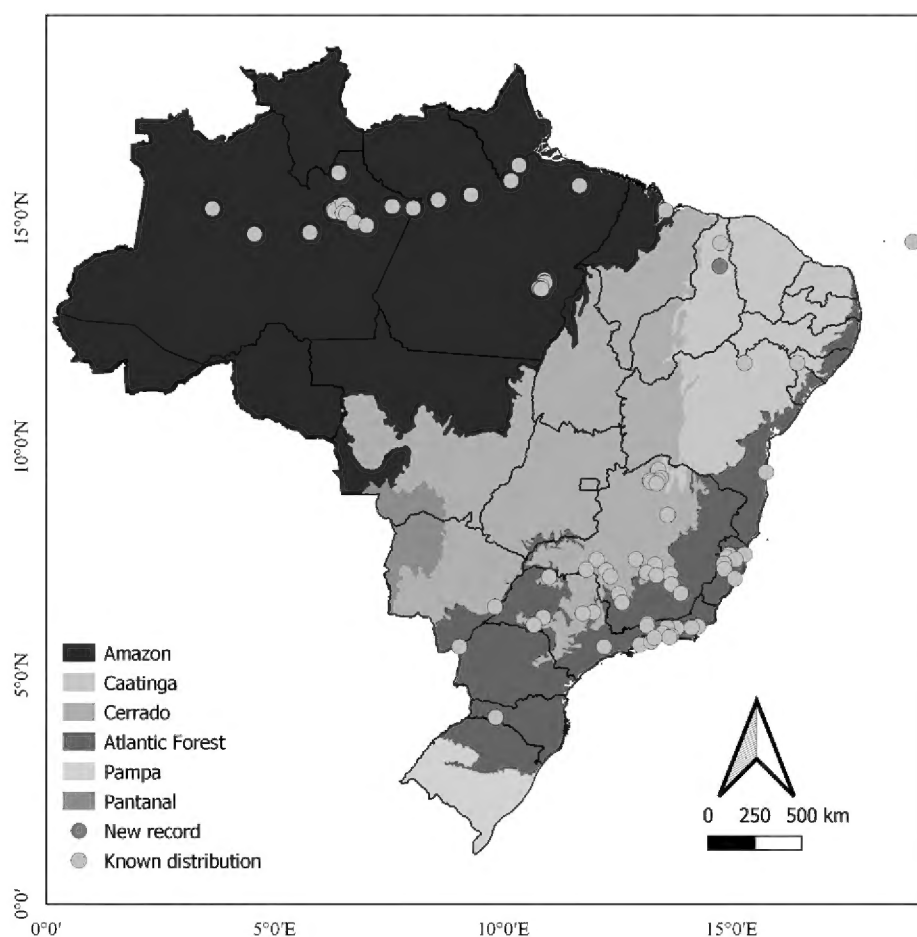 15°0'N
10°0'N
5°0'N
0°0'
Amazon
Caatinga
Cerrado
Atlantic Forest
Pampa
Pantanal
New record
Known distribution
0 250 500 km
0°0' 5°0'E 10°0'E 15°0'E